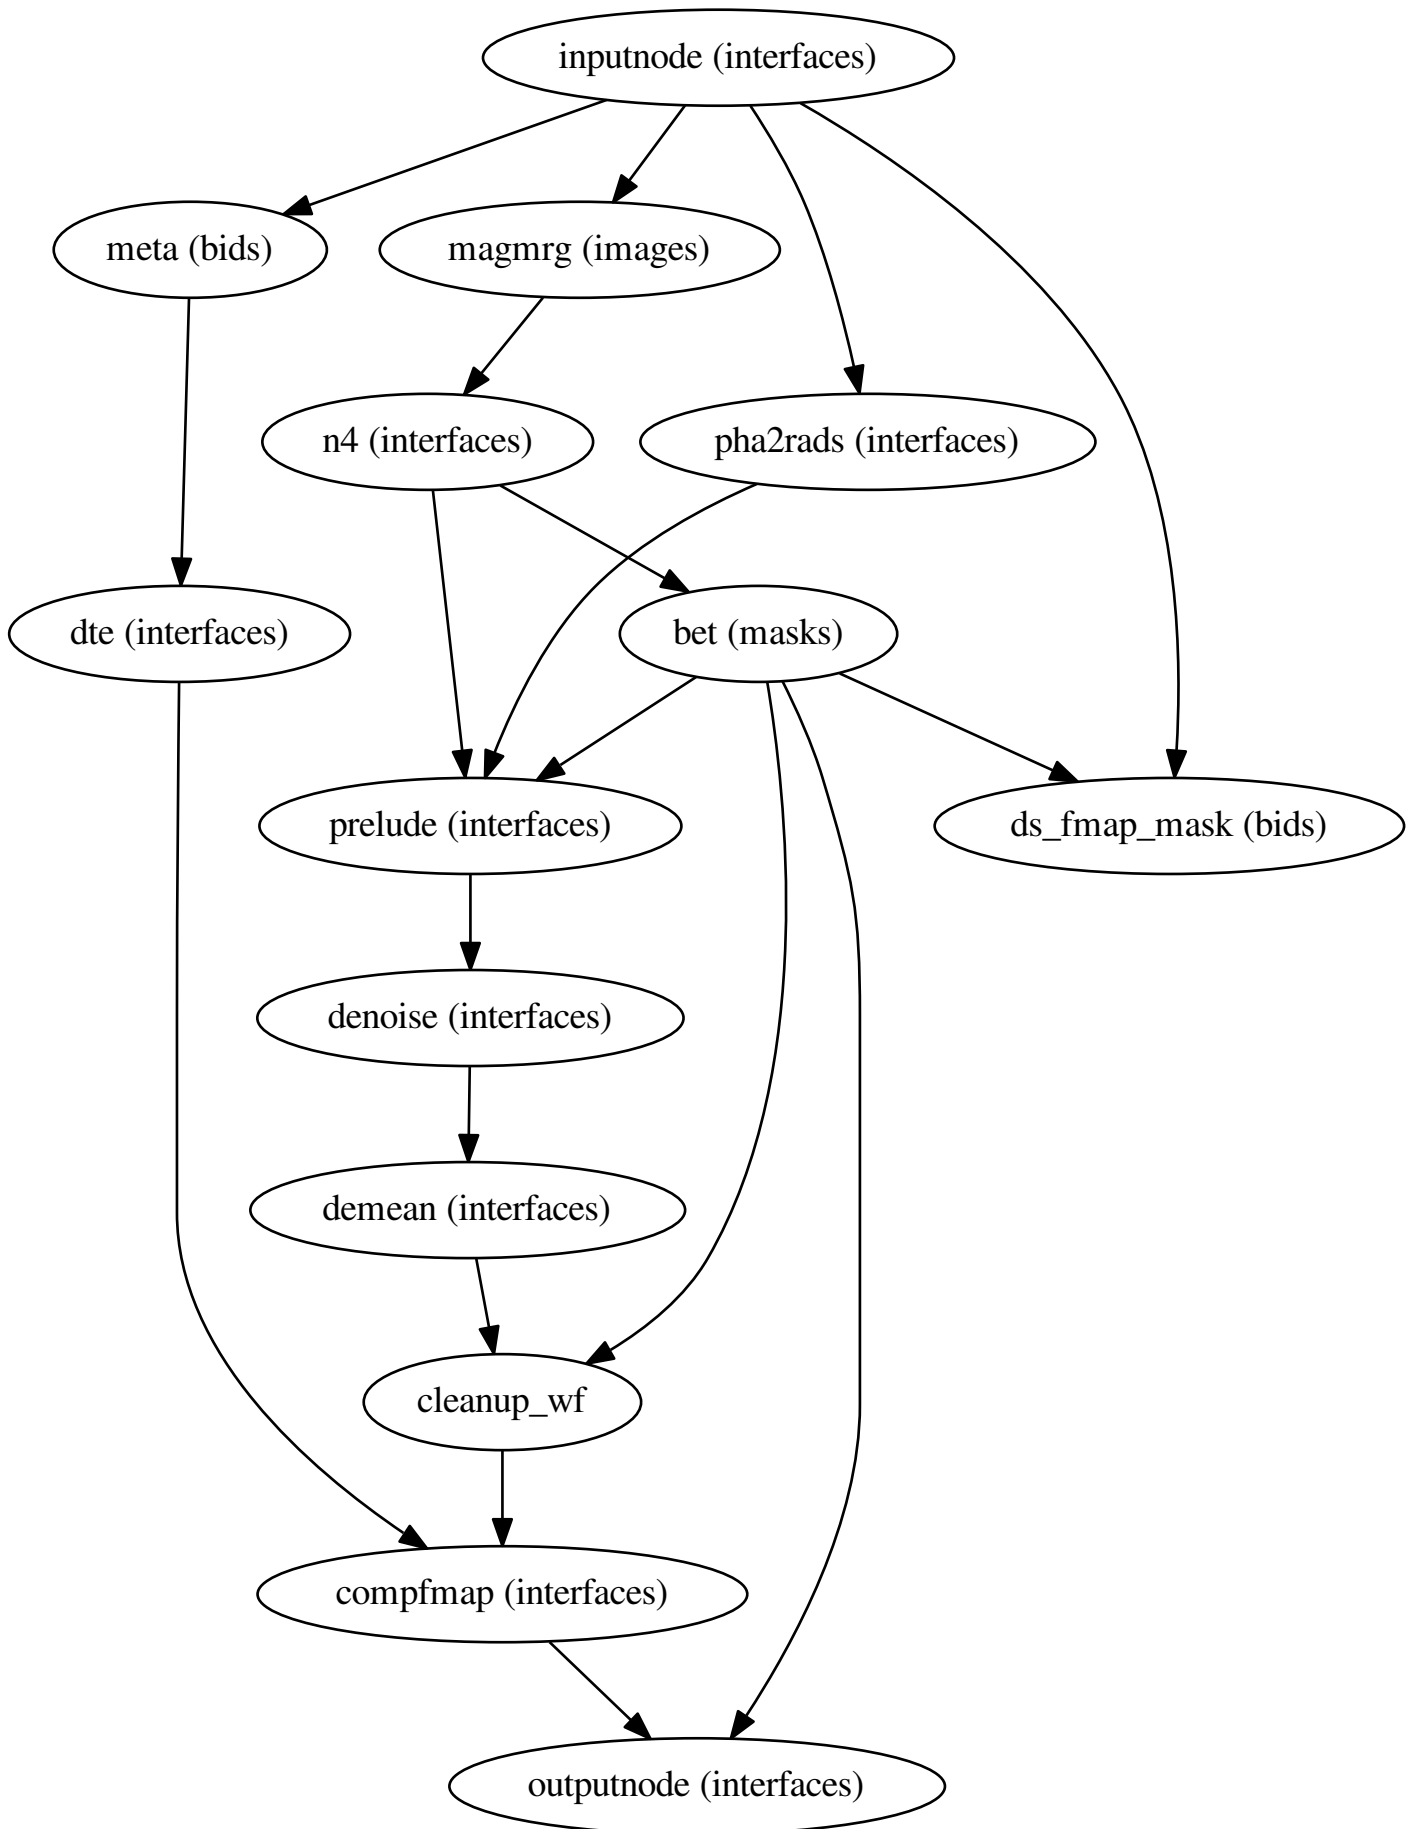 inputnode (interfaces)
meta (bids)
magmrg (images)
n4 (interfaces)
pha2rads (interfaces)
dte (interfaces)
bet (masks)
prelude (interfaces)
ds_fmap_mask (bids)
denoise (interfaces)
demean (interfaces)
cleanup_wf
compfmap (interfaces)
outputnode (interfaces)